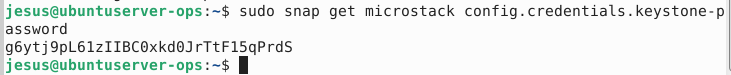 jesus@ubuntuserver-ops:~$ sudo snap get microstack config.credentials.keystone-p
assword
g6ytj9pL61zIIBC0xkd0JrTtF15qPrdS
jesus@ubuntuserver-ops:~$